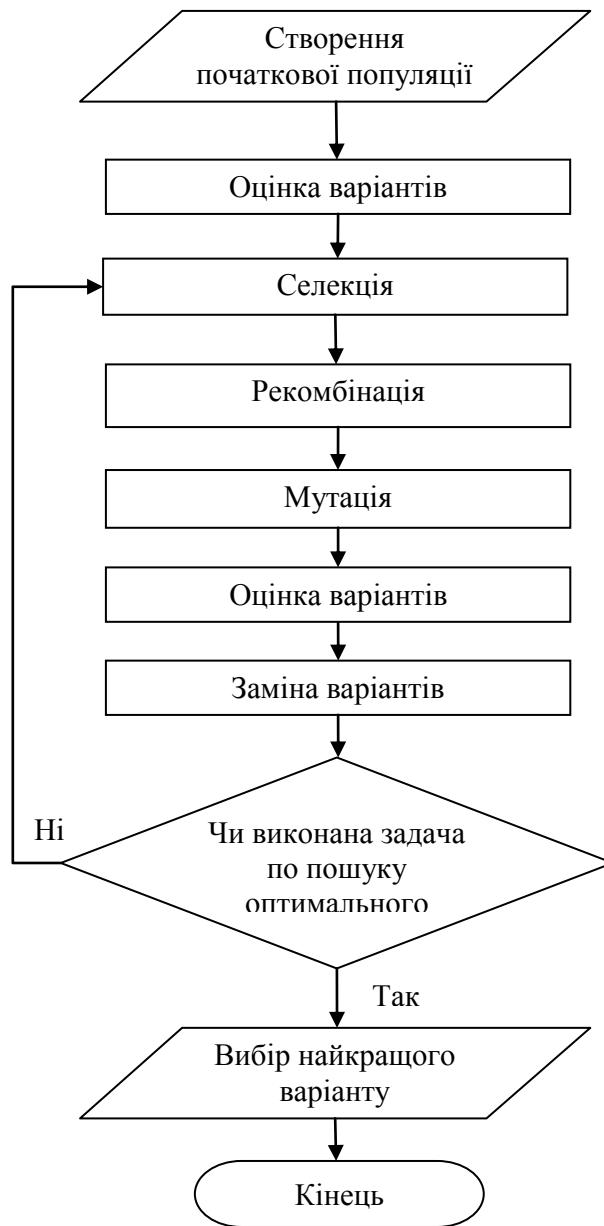 Створення
початкової популяції
Оцінка варіантів
Селекція
Рекомбінація
Мутація
Оцінка варіантів
Заміна варіантів
Ні
Чи виконана задача
по пошуку
оптимального
Так
Вибір найкращого
варіанту
Кінець